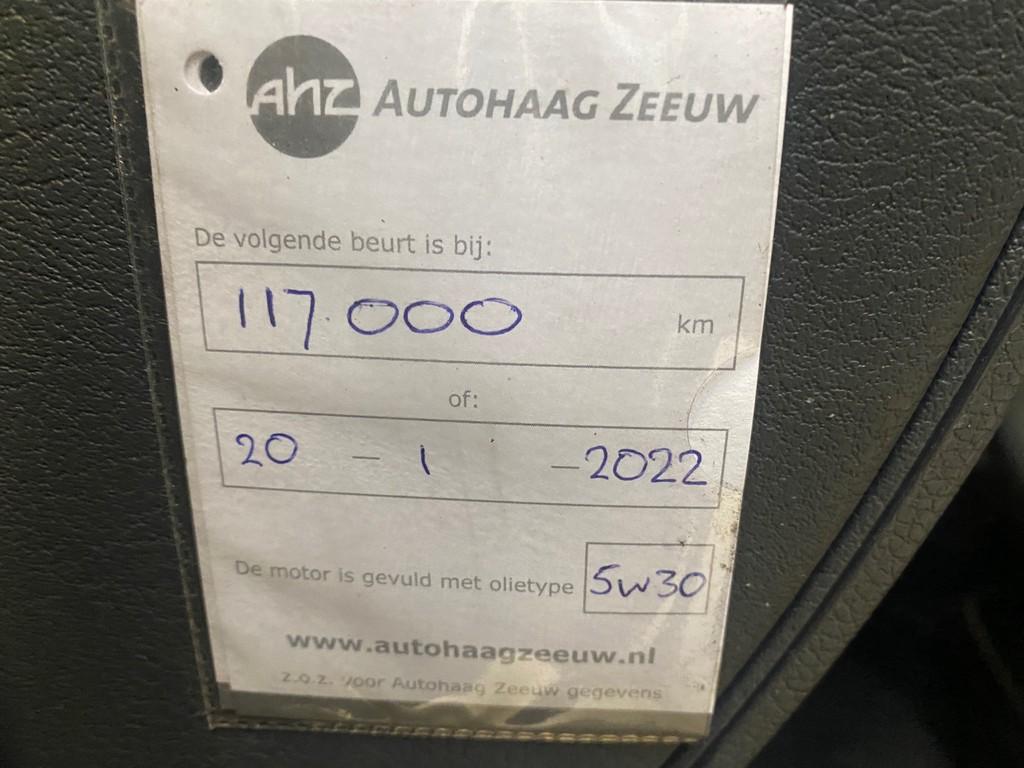 ahz AUTOHAAG ZEEUW
De volgende beurt is bij:
117.000 km
of:
20 - 1 - 2022
De motor is gevuld met olietype 5W30
www.autohaagzeeuw.nl
z.o.z. voor Autohaag Zeeuw gegevens